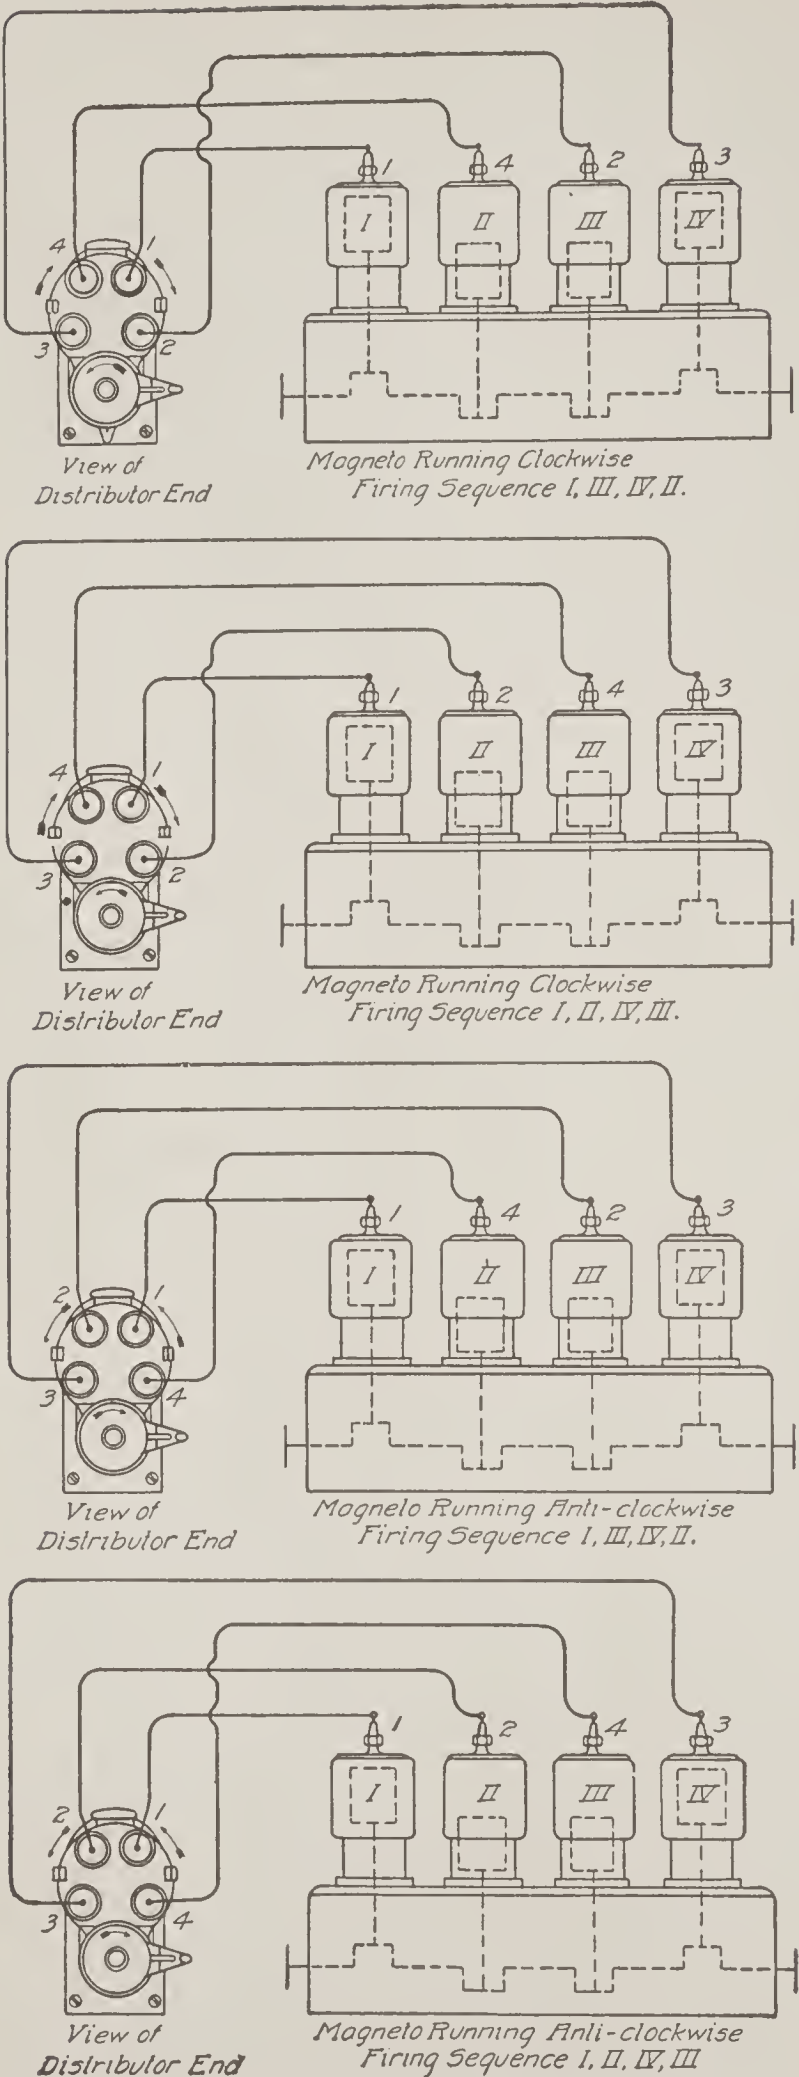 1 4 2 3
I II III IV
4 1
3 2
View of
Distributor End
Magneto Running Clockwise
Firing Sequence I, III, IV, II.
1 2 4 3
I II III IV
4 1
3 2
View of
Distributor End
Magneto Running Clockwise
Firing Sequence I, II, IV, III.
1 4 2 3
I II III IV
2 1
3 4
View of
Distributor End
Magneto Running Anti-clockwise
Firing Sequence I, III, IV, II.
1 2 4 3
I II III IV
2 1
3 4
View of
Distributor End
Magneto Running Anti-clockwise
Firing Sequence I, II, IV, III